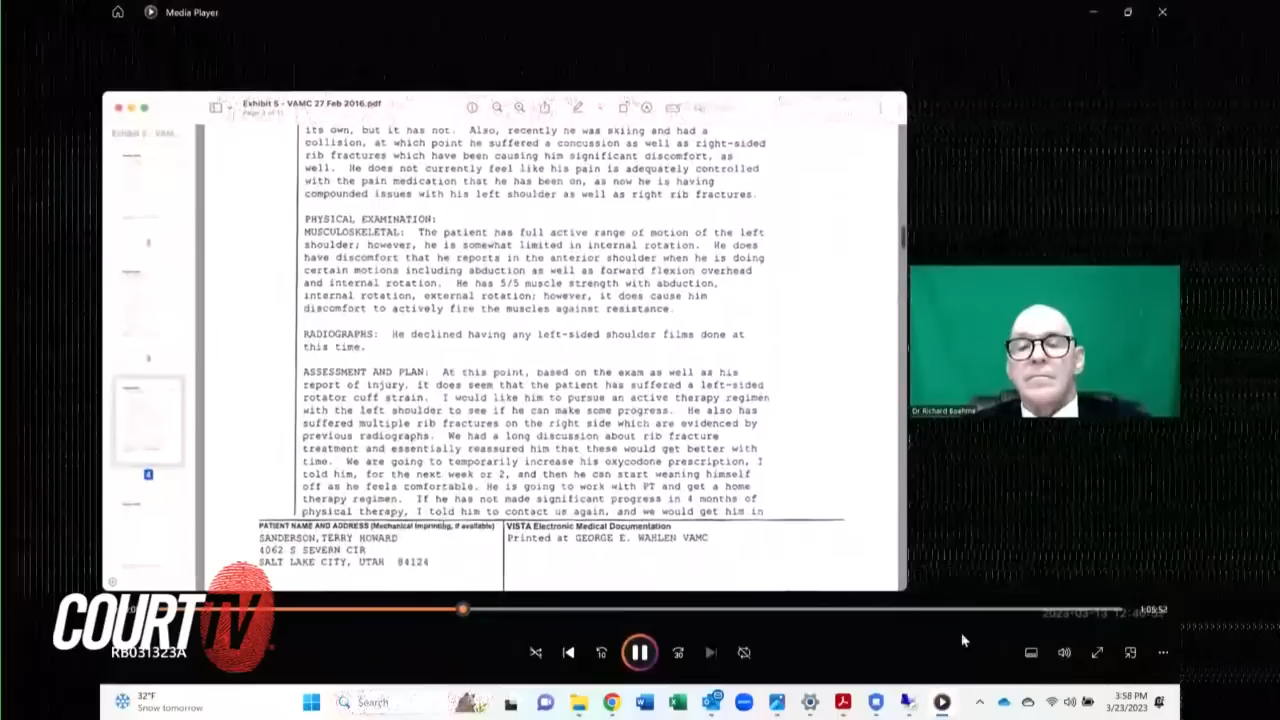 Media Player
Exhibit 5 - VAMC 27 Feb 2016.pdf
Exhibit 5 - VAM...
its own, but it has not. Also, recently he was skiing and had a
collision, at which point he suffered a concussion as well as right-sided
rib fractures which have been causing him significant discomfort, as
well. He does not currently feel like his pain is adequately controlled
with the pain medication that he has been on, as now he is having
compounded issues with his left shoulder as well as right rib fractures.
PHYSICAL EXAMINATION:
MUSCULOSKELETAL: The patient has full active range of motion of the left
shoulder; however, he is somewhat limited in internal rotation. He does
have discomfort that he reports in the anterior shoulder when he is doing
certain motions including abduction as well as forward flexion overhead
and internal rotation. He has 5/5 muscle strength with abduction,
internal rotation, external rotation; however, it does cause him
discomfort to actively fire the muscles against resistance.
RADIOGRAPHS: He declined having any left-sided shoulder films done at
this time.
ASSESSMENT AND PLAN: At this point, based on the exam as well as his
report of injury, it does seem that the patient has suffered a left-sided
rotator cuff strain. I would like him to pursue an active therapy regimen
with the left shoulder to see if he can make some progress. He also has
suffered multiple rib fractures on the right side which are evidenced by
previous radiographs. We had a long discussion about rib fracture
treatment and essentially reassured him that these would get better with
time. We are going to temporarily increase his oxycodone prescription, I
told him, for the next week or 2, and then he can start weaning himself
off as he feels comfortable. He is going to work with PT and get a home
therapy regimen. If he has not made significant progress in 4 months of
physical therapy, I told him to contact us again, and we would get him in
PATIENT NAME AND ADDRESS (Mechanical Imprinting, if available)
VISTA Electronic Medical Documentation
SANDERSON,TERRY HOWARD
Printed at GEORGE E. WAHLEN VAMC
4062 S SEVERN CIR
SALT LAKE CITY, UTAH 84124
4
Dr Richard Boehme
COURT TV
RB031323A
1:05:52
10
30
32°F
Snow tomorrow
Search
3:58 PM
3/23/2023